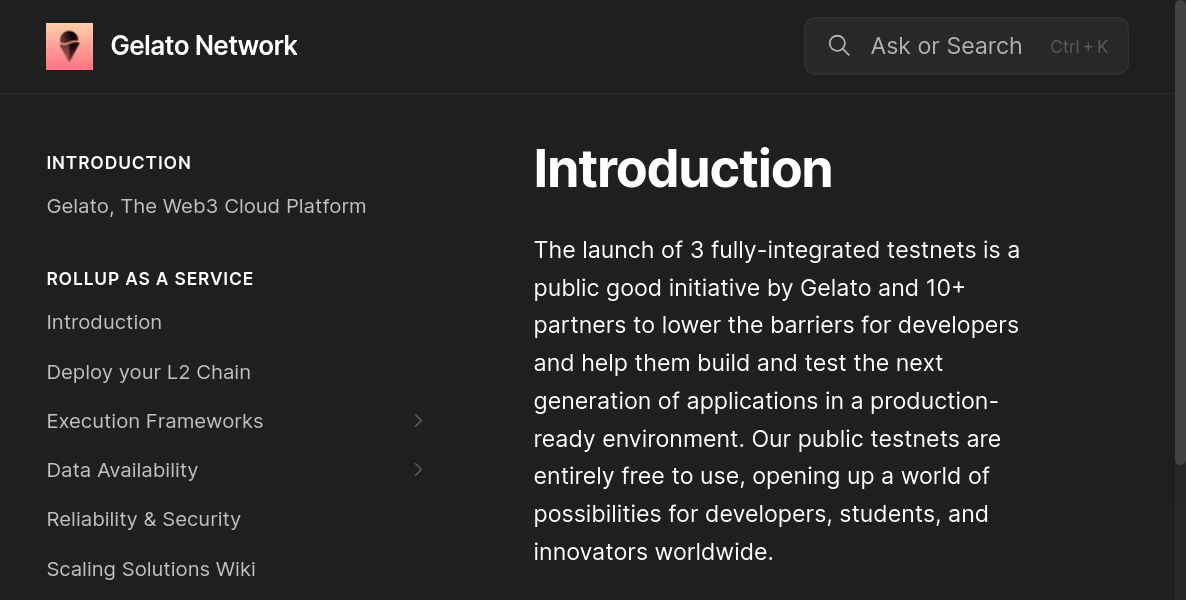 Gelato Network
Ask or Search
Ctrl + K
INTRODUCTION
Gelato, The Web3 Cloud Platform
ROLLUP AS A SERVICE
Introduction
Deploy your L2 Chain
Execution Frameworks
Data Availability
Reliability & Security
Scaling Solutions Wiki
Introduction
The launch of 3 fully-integrated testnets is a
public good initiative by Gelato and 10+
partners to lower the barriers for developers
and help them build and test the next
generation of applications in a production-
ready environment. Our public testnets are
entirely free to use, opening up a world of
possibilities for developers, students, and
innovators worldwide.